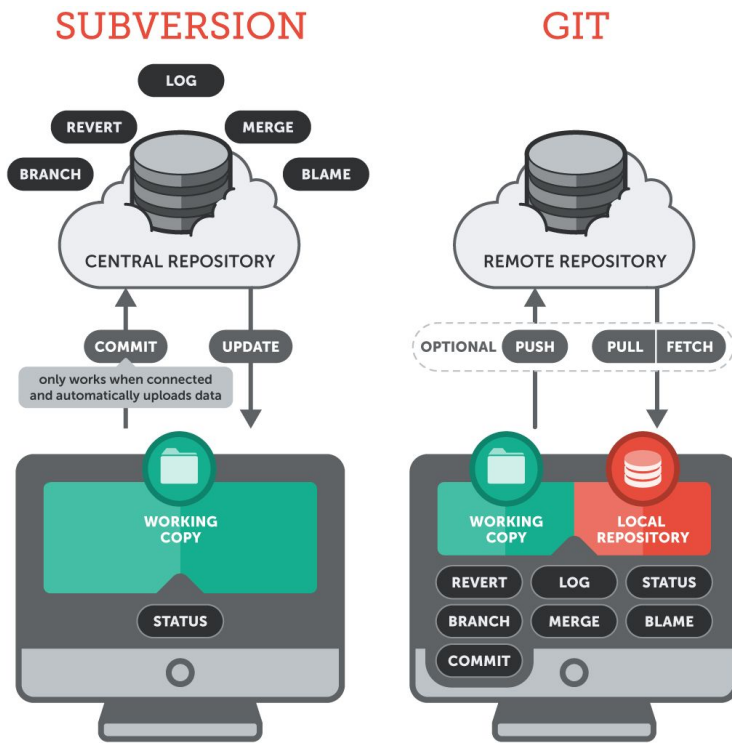 SUBVERSION
LOG
REVERT
MERGE
BRANCH
BLAME
CENTRAL REPOSITORY
COMMIT
UPDATE
only works when connected
and automatically uploads data
WORKING
COPY
STATUS
GIT
REMOTE REPOSITORY
OPTIONAL
PUSH
PULL
FETCH
WORKING
COPY
LOCAL
REPOSITORY
REVERT
LOG
STATUS
BRANCH
MERGE
BLAME
COMMIT